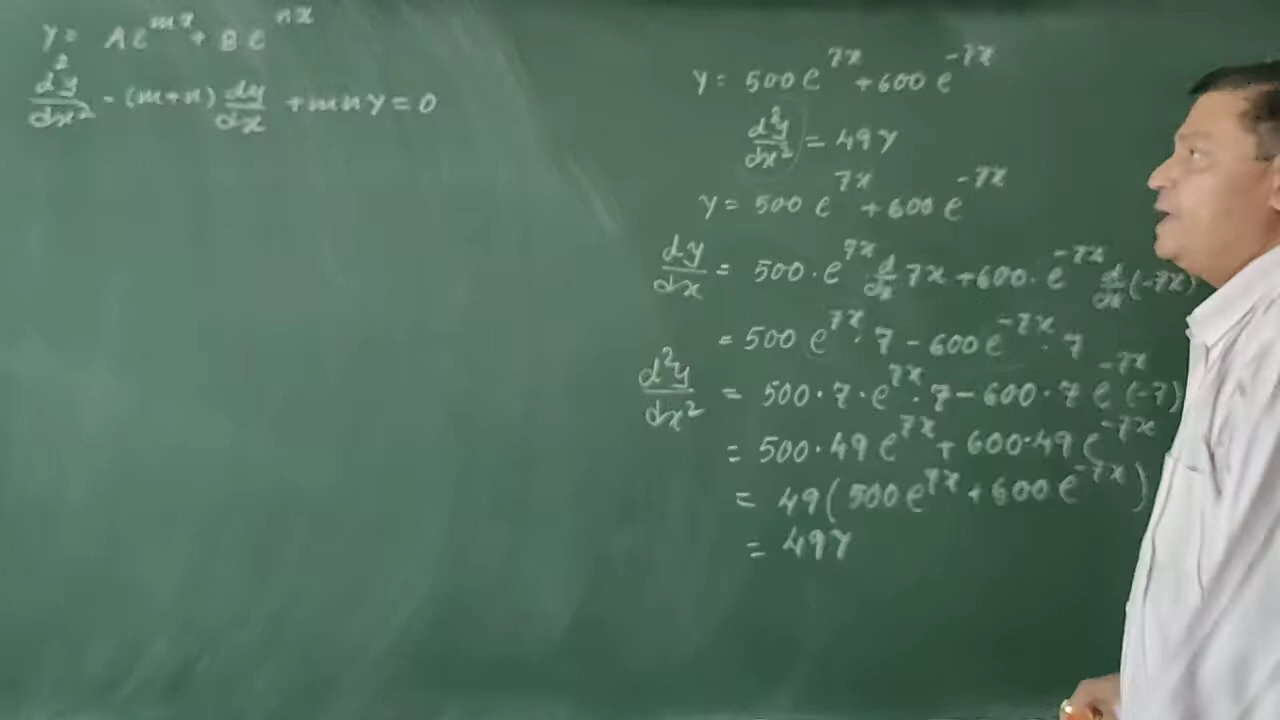 y = Ae^{mx} + Be^{nx}
d²y/dx² - (m+n) dy/dx + mny = 0
y = 500e^{7x} + 600e^{-7x}
d²y/dx² = 49y
y = 500e^{7x} + 600e^{-7x}
dy/dx = 500·e^{7x} d/dx 7x + 600·e^{-7x} d/dx (-7x)
= 500e^{7x}·7 - 600e^{-7x}·7
d²y/dx² = 500·7·e^{7x}·7 - 600·7e^{-7x}(-7)
= 500·49e^{7x} + 600·49e^{-7x}
= 49(500e^{7x} + 600e^{-7x})
= 49y